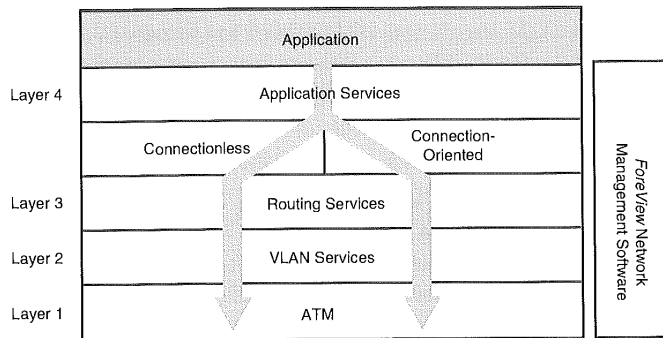 Application
Layer 4
Application Services
Connectionless
Connection-
Oriented
Layer 3
Routing Services
Layer 2
VLAN Services
Layer 1
ATM
ForeView Network
Management Software